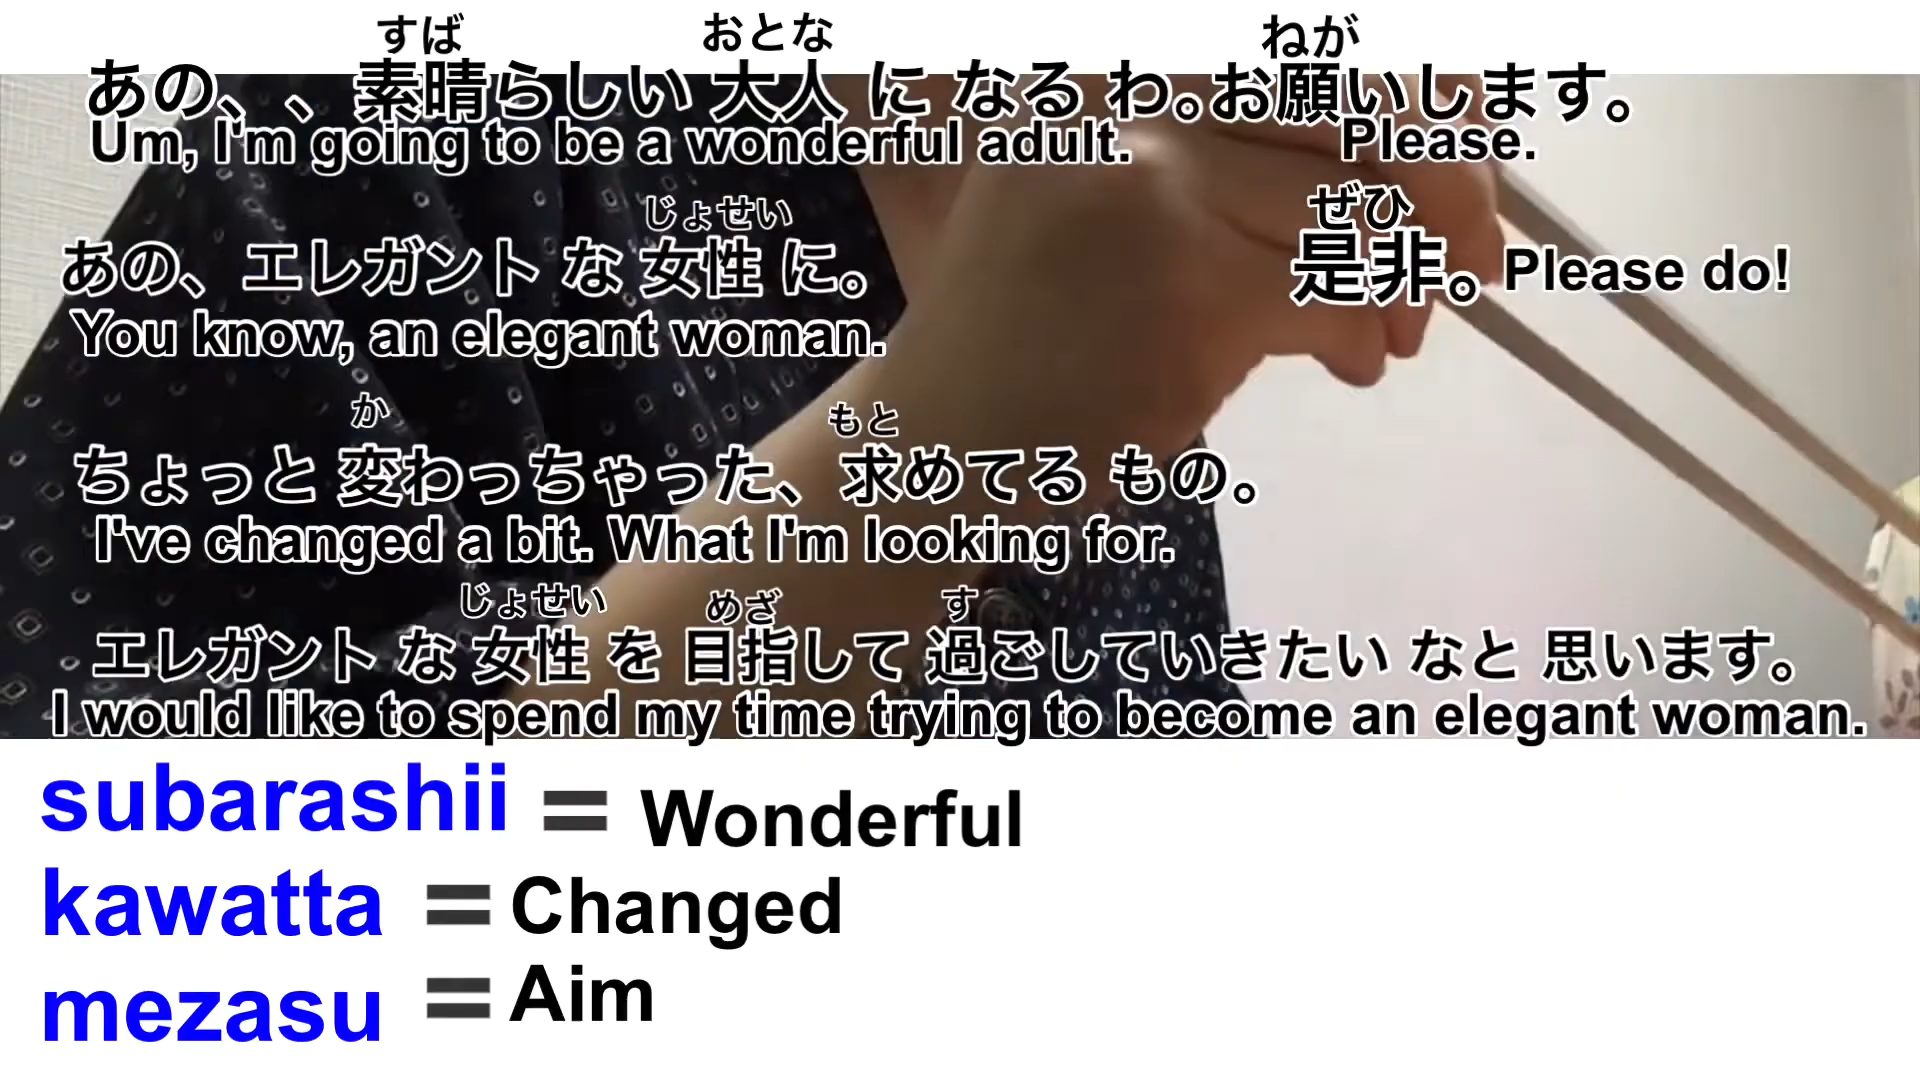 すば おとな ねが
あの、、素晴らしい 大人 に なる わ。お願いします。
Um, I'm going to be a wonderful adult. Please.
じょせい ぜひ
あの、エレガント な 女性 に。 是非。Please do!
You know, an elegant woman.
か もと
ちょっと 変わっちゃった、求めてる もの。
I've changed a bit. What I'm looking for.
じょせい めざ す
エレガント な 女性 を 目指して 過ごしていきたい なと 思います。
I would like to spend my time trying to become an elegant woman.
subarashii = Wonderful
kawatta = Changed
mezasu = Aim